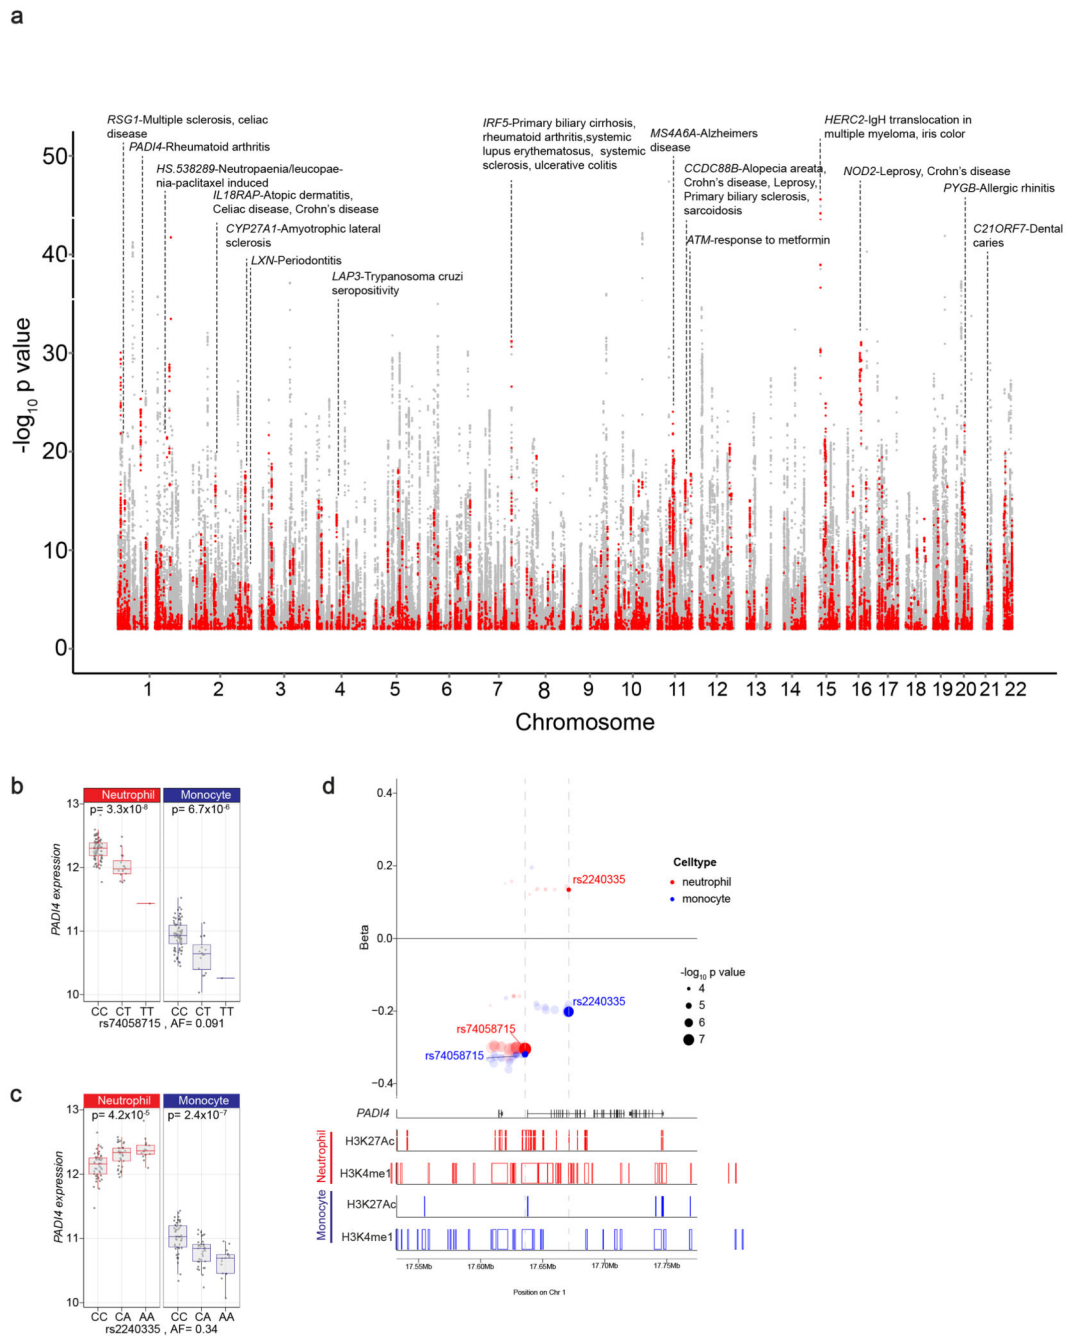 a
RSG1-Multiple sclerosis, celiac
disease
PADI4-Rheumatoid arthritis
HS.538289-Neutropaenia/leucopae-
nia-paclitaxel induced
IL18RAP-Atopic dermatitis,
Celiac disease, Crohn's disease
CYP27A1-Amyotrophic lateral
sclerosis
LXN-Periodontitis
LAP3-Trypanosoma cruzi
seropositivity
IRF5-Primary biliary cirrhosis,
rheumatoid arthritis,systemic
lupus erythematosus, systemic
sclerosis, ulcerative colitis
MS4A6A-Alzheimers
disease
CCDC88B-Alopecia areata,
Crohn's disease, Leprosy,
Primary biliary sclerosis,
sarcoidosis
ATM-response to metformin
HERC2-IgH ttranslocation in
multiple myeloma, iris color
NOD2-Leprosy, Crohn's disease
PYGB-Allergic rhinitis
C21ORF7-Dental
caries
50
40
30
20
10
0
-log10 p value
1 2 3 4 5 6 7 8 9 10 11 12 13 14 15 16 17 18 19 20 21 22
Chromosome
b
Neutrophil Monocyte
p= 3.3x10-8 p= 6.7x10-6
13
12
11
10
PADI4 expression
CC CT TT CC CT TT
rs74058715 , AF= 0.091
c
Neutrophil Monocyte
p= 4.2x10-5 p= 2.4x10-7
13
12
11
10
PADI4 expression
CC CA AA CC CA AA
rs2240335 , AF= 0.34
d
0.4
0.2
0.0
−0.2
−0.4
Beta
rs2240335
rs2240335
rs74058715
rs74058715
Celltype
neutrophil
monocyte
-log10 p value
4
5
6
7
PADI4
Neutrophil
H3K27Ac
H3K4me1
Monocyte
H3K27Ac
H3K4me1
17.55Mb 17.60Mb 17.65Mb 17.70Mb 17.75Mb
Position on Chr 1